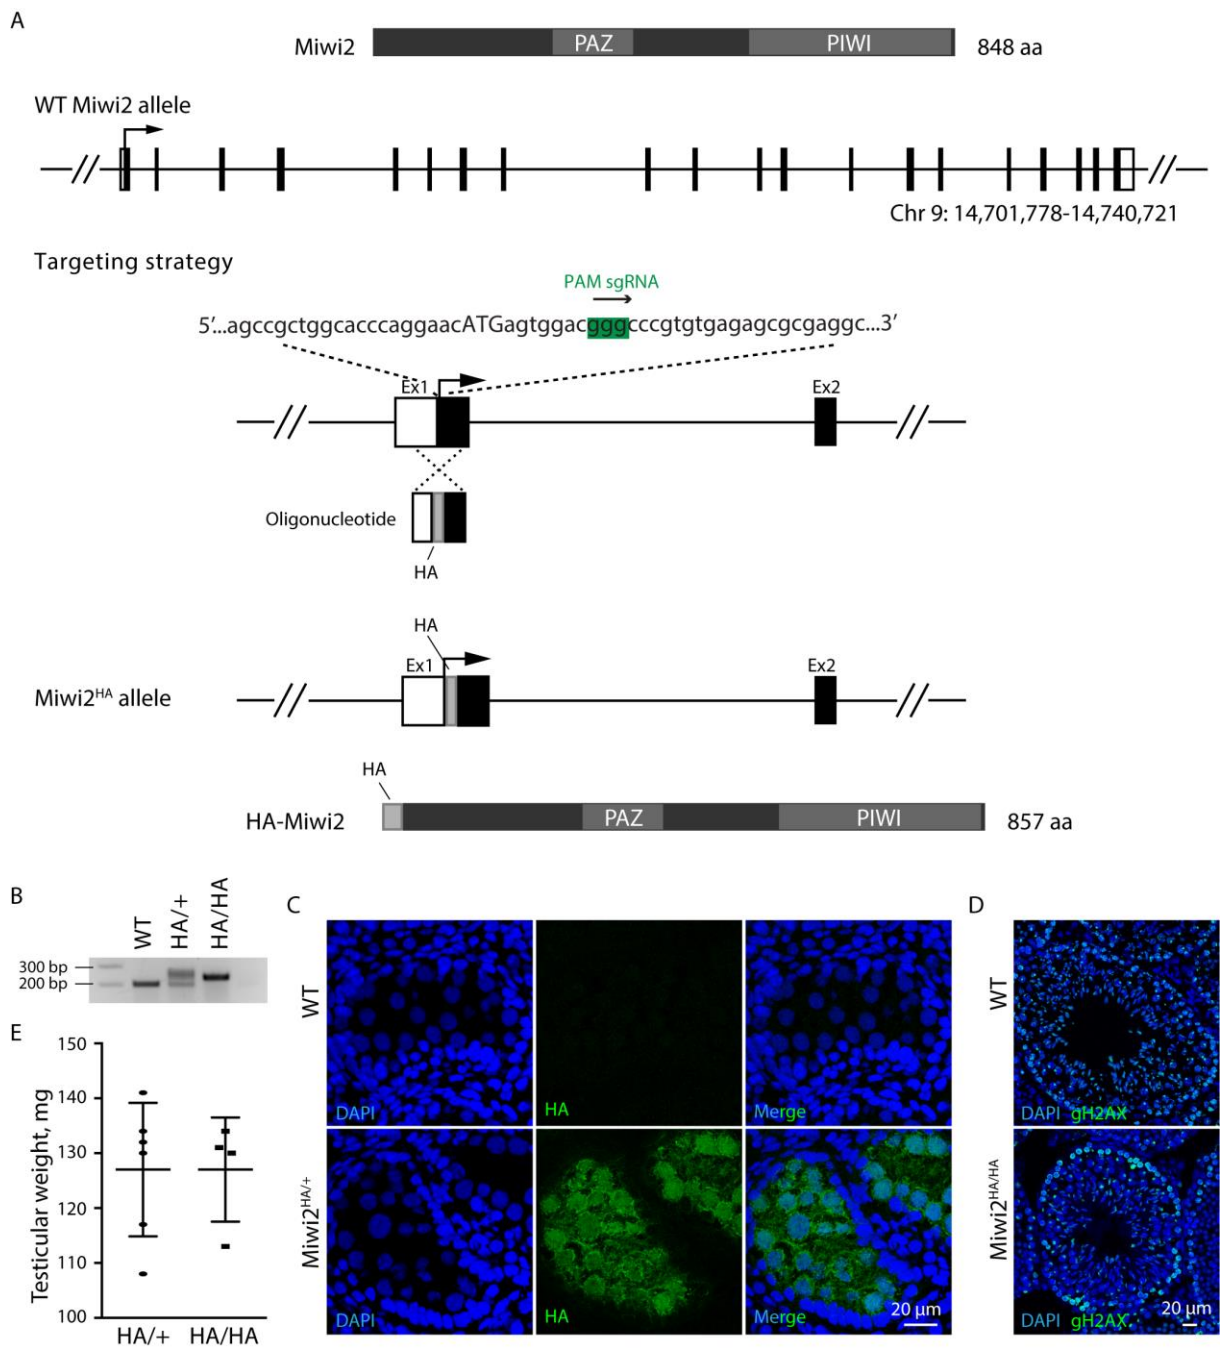 A
Miwi2 PAZ PIWI 848 aa
WT Miwi2 allele
Chr 9: 14,701,778-14,740,721
Targeting strategy
PAM sgRNA
5'...agccgctggcacccaggaacATGagtggacgggcccgtgtgagagcgcgaggc...3'
Ex1 Ex2
Oligonucleotide
HA
HA
Ex1 Ex2
Miwi2HA allele
HA
HA-Miwi2 PAZ PIWI 857 aa
B
WT HA/+ HA/HA
300 bp
200 bp
C
WT
DAPI HA Merge
Miwi2HA/+
DAPI HA Merge
20 µm
D
WT
DAPI gH2AX
Miwi2HA/HA
DAPI gH2AX
20 µm
E
Testicular weight, mg
150
140
130
120
110
100
HA/+ HA/HA